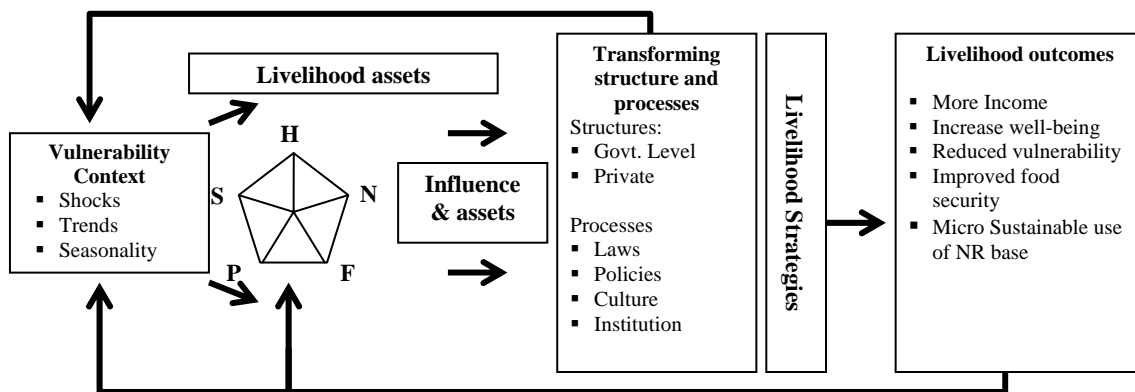 Livelihood assets
Vulnerability
Context
▪ Shocks
▪ Trends
▪ Seasonality
H
S
N
P
F
Influence
& assets
Transforming
structure and
processes
Structures:
▪ Govt. Level
▪ Private
Processes
▪ Laws
▪ Policies
▪ Culture
▪ Institution
Livelihood Strategies
Livelihood outcomes
▪ More Income
▪ Increase well-being
▪ Reduced vulnerability
▪ Improved food
security
▪ Micro Sustainable use
of NR base